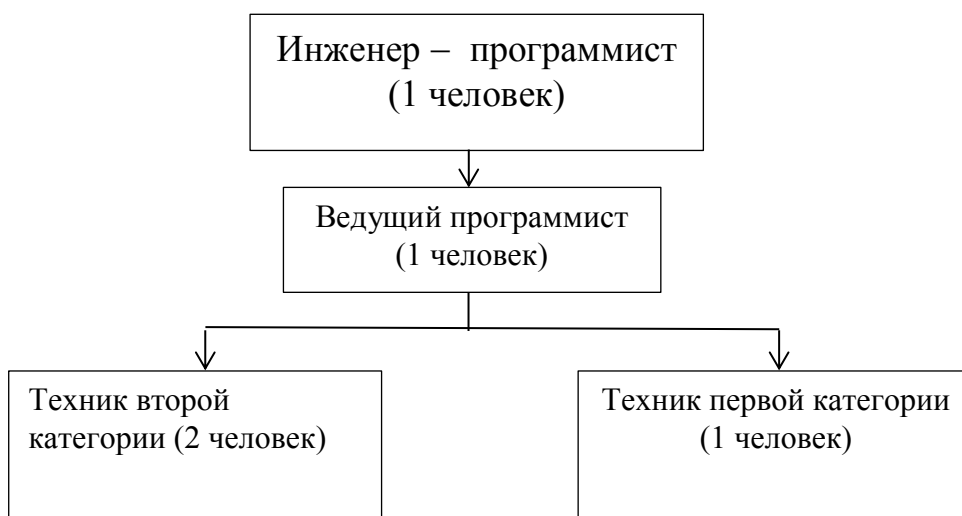 Инженер – программист
(1 человек)
Ведущий программист
(1 человек)
Техник второй
категории (2 человек)
Техник первой категории
(1 человек)